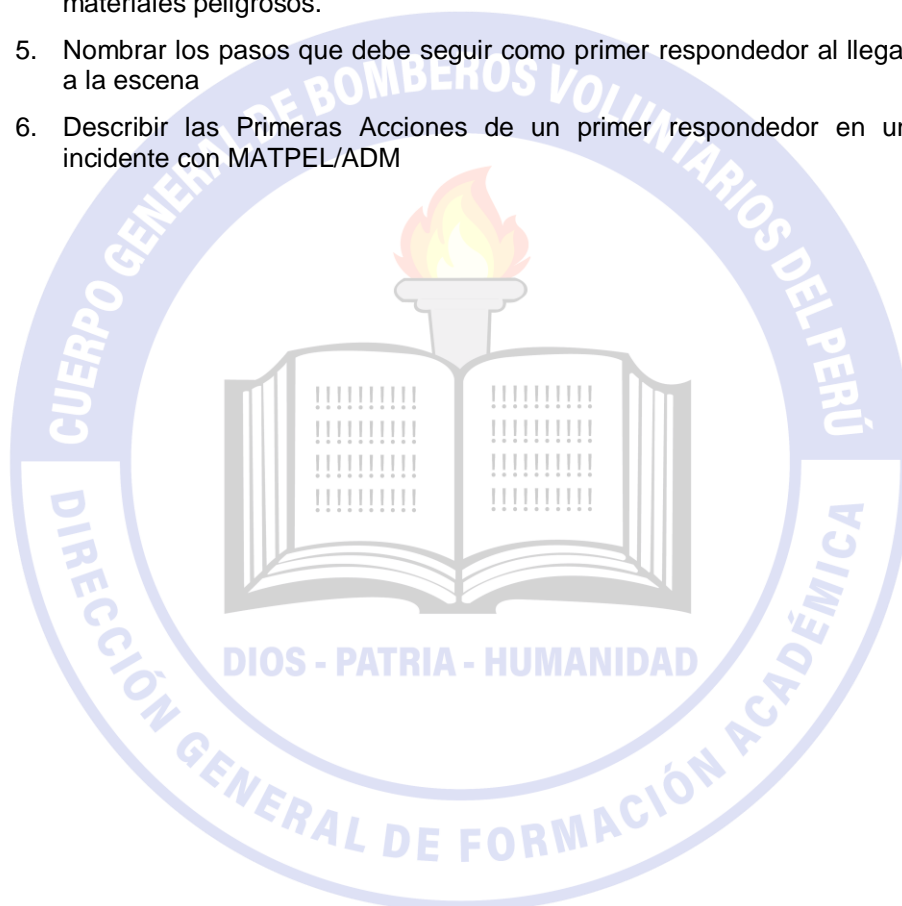 materiales peligrosos.
5. Nombrar los pasos que debe seguir como primer respondedor al llega
a la escena
6. Describir las Primeras Acciones de un primer respondedor en un
incidente con MATPEL/ADM
CUERPO GENERAL DE BOMBEROS VOLUNTARIOS DEL PERÚ
!!!!!!!!!! !!!!!!!!!!
!!!!!!!!!! !!!!!!!!!!
!!!!!!!!!! !!!!!!!!!!
!!!!!!!!!! !!!!!!!!!!
DIOS - PATRIA - HUMANIDAD
DIRECCIÓN GENERAL DE FORMACIÓN ACADÉMICA